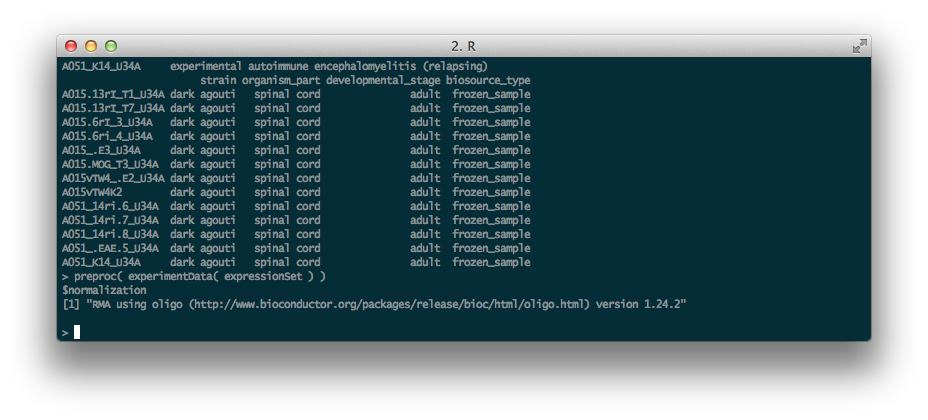 2. R
A051_K14_U34A experimental autoimmune encephalomyelitis (relapsing)
strain organism_part developmental_stage biosource_type
A015.13rI_T1_U34A dark agouti spinal cord adult frozen_sample
A015.13rI_T7_U34A dark agouti spinal cord adult frozen_sample
A015.6rI_3_U34A dark agouti spinal cord adult frozen_sample
A015.6ri_4_U34A dark agouti spinal cord adult frozen_sample
A015_.E3_U34A dark agouti spinal cord adult frozen_sample
A015.MOG_T3_U34A dark agouti spinal cord adult frozen_sample
A015vTW4_.E2_U34A dark agouti spinal cord adult frozen_sample
A015vTW4K2 dark agouti spinal cord adult frozen_sample
A051_14ri.6_U34A dark agouti spinal cord adult frozen_sample
A051_14ri.7_U34A dark agouti spinal cord adult frozen_sample
A051_14ri.8_U34A dark agouti spinal cord adult frozen_sample
A051_.EAE.5_U34A dark agouti spinal cord adult frozen_sample
A051_K14_U34A dark agouti spinal cord adult frozen_sample
> preproc( experimentData( expressionSet ) )
$normalization
[1] "RMA using oligo (http://www.bioconductor.org/packages/release/bioc/html/oligo.html) version 1.24.2"
>